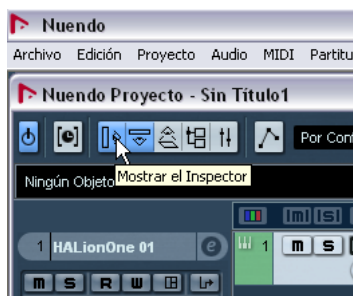 Nuendo
Archivo Edición Proyecto Audio MIDI Partitu
Nuendo Proyecto - Sin Título1
Por Con
Ningún Objeto
Mostrar el Inspector
m s
1 HALionOne 01 e 1 m s
m S R W